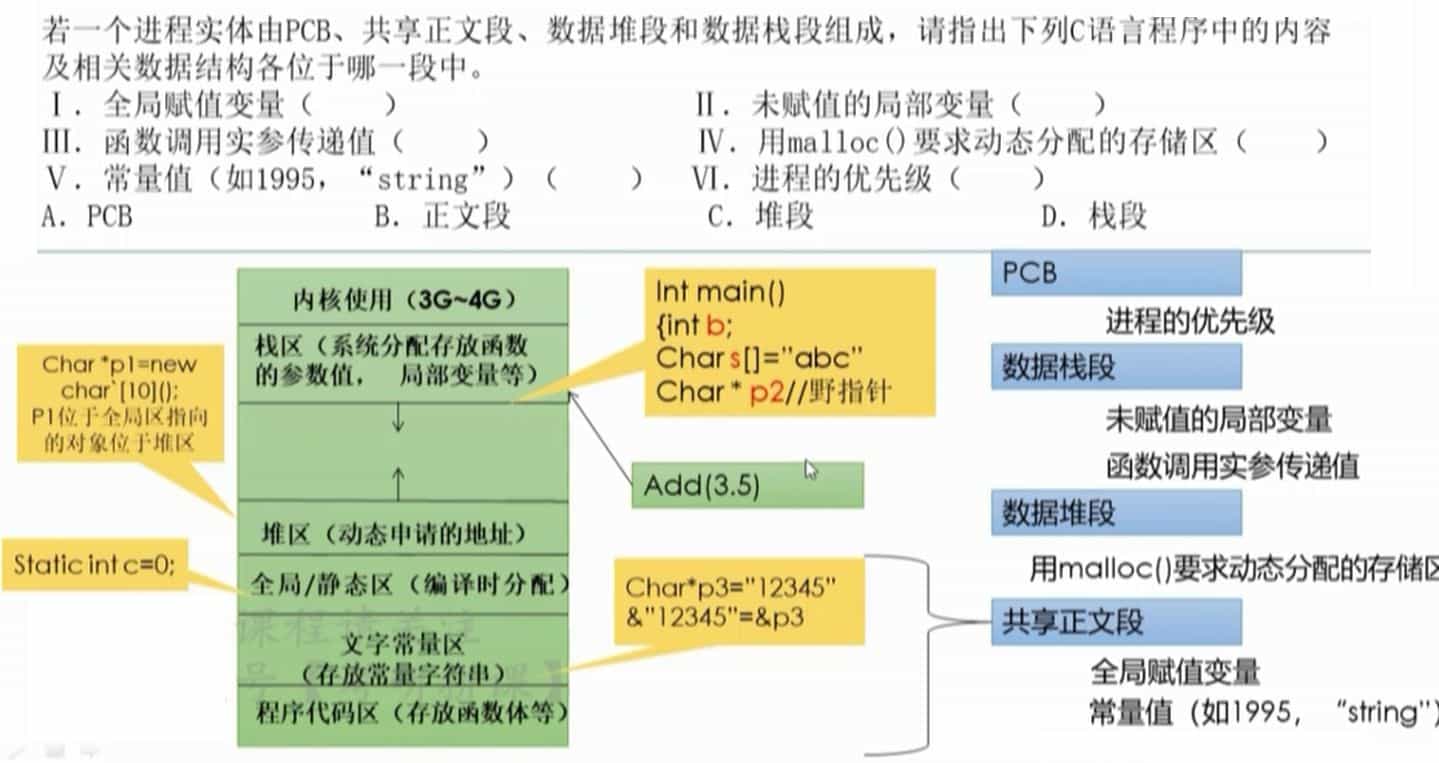 若一个进程实体由PCB、共享正文段、数据堆段和数据栈段组成，请指出下列C语言程序中的内容
及相关数据结构各位于哪一段中。
Ⅰ. 全局赋值变量（　　） Ⅱ. 未赋值的局部变量（　　）
Ⅲ. 函数调用实参传递值（　　） Ⅳ. 用malloc()要求动态分配的存储区（　　）
Ⅴ. 常量值（如1995，“string”）（　　） Ⅵ. 进程的优先级（　　）
A. PCB B. 正文段 C. 堆段 D. 栈段
内核使用（3G~4G）
栈区（系统分配存放函数
的参数值， 局部变量等）
堆区（动态申请的地址）
全局/静态区（编译时分配）
文字常量区
（存放常量字符串）
程序代码区（存放函数体等）
Char *p1=new
char`[10]();
P1位于全局区指向
的对象位于堆区
Static int c=0;
Int main()
{int b;
Char s[]="abc"
Char * p2//野指针
Add(3.5)
Char*p3="12345"
&"12345"=&p3
PCB
进程的优先级
数据栈段
未赋值的局部变量
函数调用实参传递值
数据堆段
用malloc()要求动态分配的存储区
共享正文段
全局赋值变量
常量值（如1995，“string”）